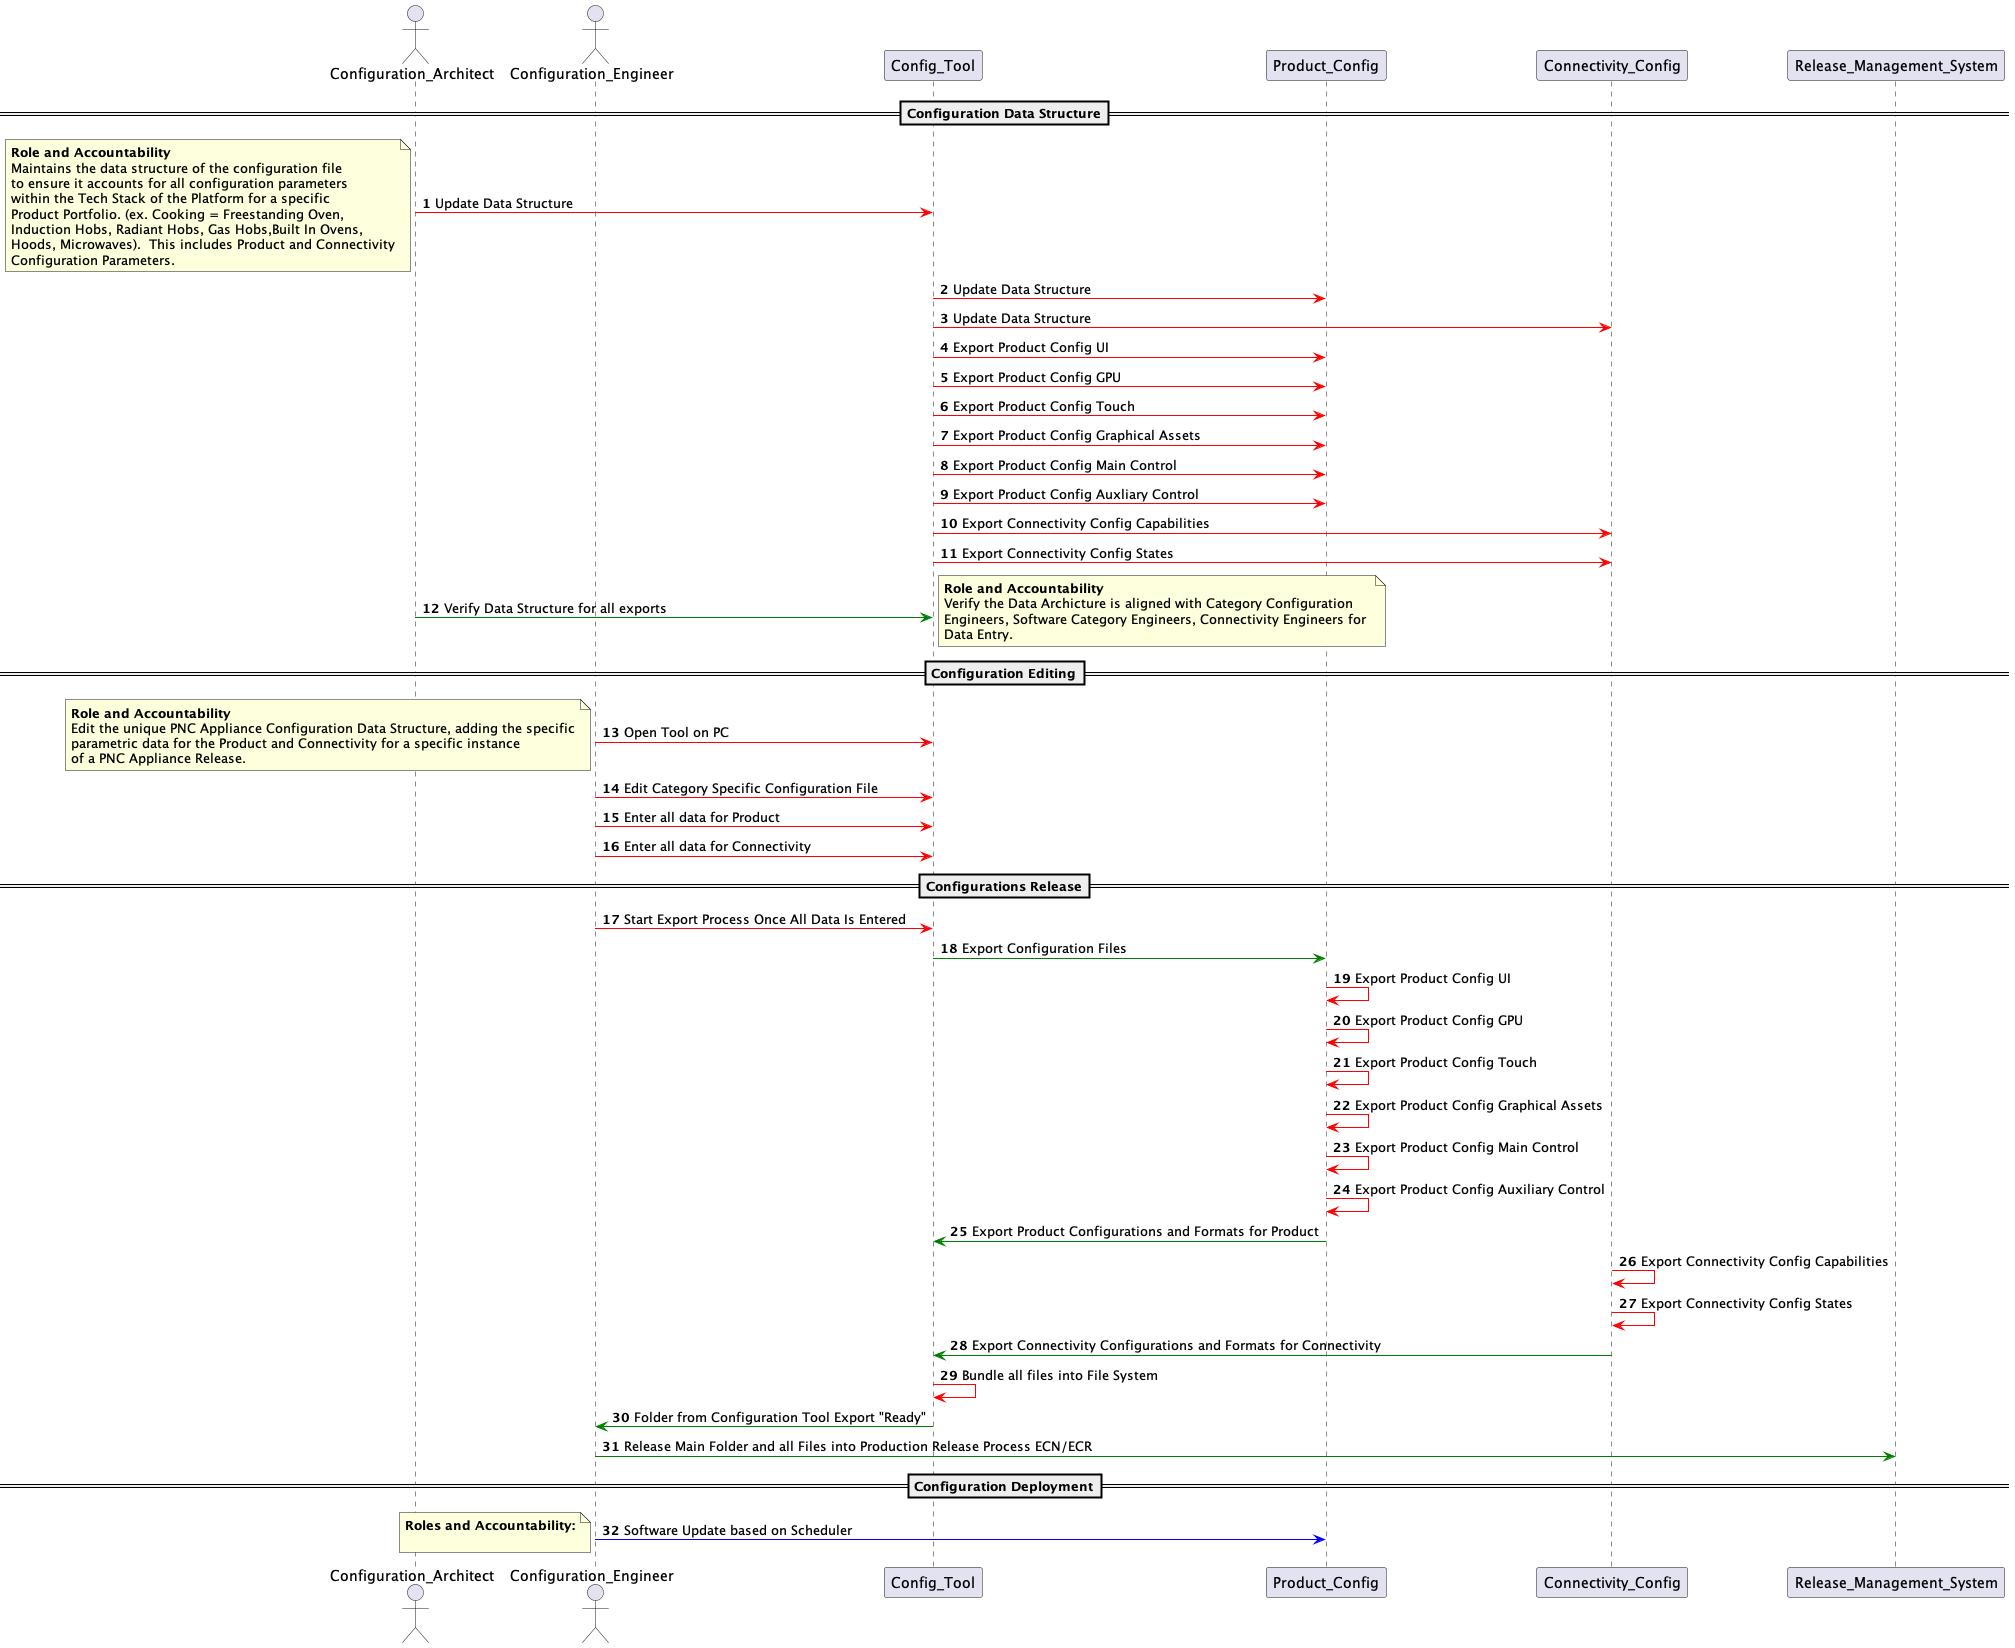 Configuration_Architect
Configuration_Engineer
Config_Tool
Product_Config
Connectivity_Config
Release_Management_System
Configuration Data Structure
Role and Accountability
Maintains the data structure of the configuration file
to ensure it accounts for all configuration parameters
within the Tech Stack of the Platform for a specific
Product Portfolio. (ex. Cooking = Freestanding Oven,
Induction Hobs, Radiant Hobs, Gas Hobs,Built In Ovens,
Hoods, Microwaves).  This includes Product and Connectivity
Configuration Parameters.
1 Update Data Structure
2 Update Data Structure
3 Update Data Structure
4 Export Product Config UI
5 Export Product Config GPU
6 Export Product Config Touch
7 Export Product Config Graphical Assets
8 Export Product Config Main Control
9 Export Product Config Auxliary Control
10 Export Connectivity Config Capabilities
11 Export Connectivity Config States
12 Verify Data Structure for all exports
Role and Accountability
Verify the Data Archicture is aligned with Category Configuration
Engineers, Software Category Engineers, Connectivity Engineers for
Data Entry.
Configuration Editing
Role and Accountability
Edit the unique PNC Appliance Configuration Data Structure, adding the specific
parametric data for the Product and Connectivity for a specific instance
of a PNC Appliance Release.
13 Open Tool on PC
14 Edit Category Specific Configuration File
15 Enter all data for Product
16 Enter all data for Connectivity
Configurations Release
17 Start Export Process Once All Data Is Entered
18 Export Configuration Files
19 Export Product Config UI
20 Export Product Config GPU
21 Export Product Config Touch
22 Export Product Config Graphical Assets
23 Export Product Config Main Control
24 Export Product Config Auxiliary Control
25 Export Product Configurations and Formats for Product
26 Export Connectivity Config Capabilities
27 Export Connectivity Config States
28 Export Connectivity Configurations and Formats for Connectivity
29 Bundle all files into File System
30 Folder from Configuration Tool Export "Ready"
31 Release Main Folder and all Files into Production Release Process ECN/ECR
Configuration Deployment
Roles and Accountability:
32 Software Update based on Scheduler
Configuration_Architect
Configuration_Engineer
Config_Tool
Product_Config
Connectivity_Config
Release_Management_System